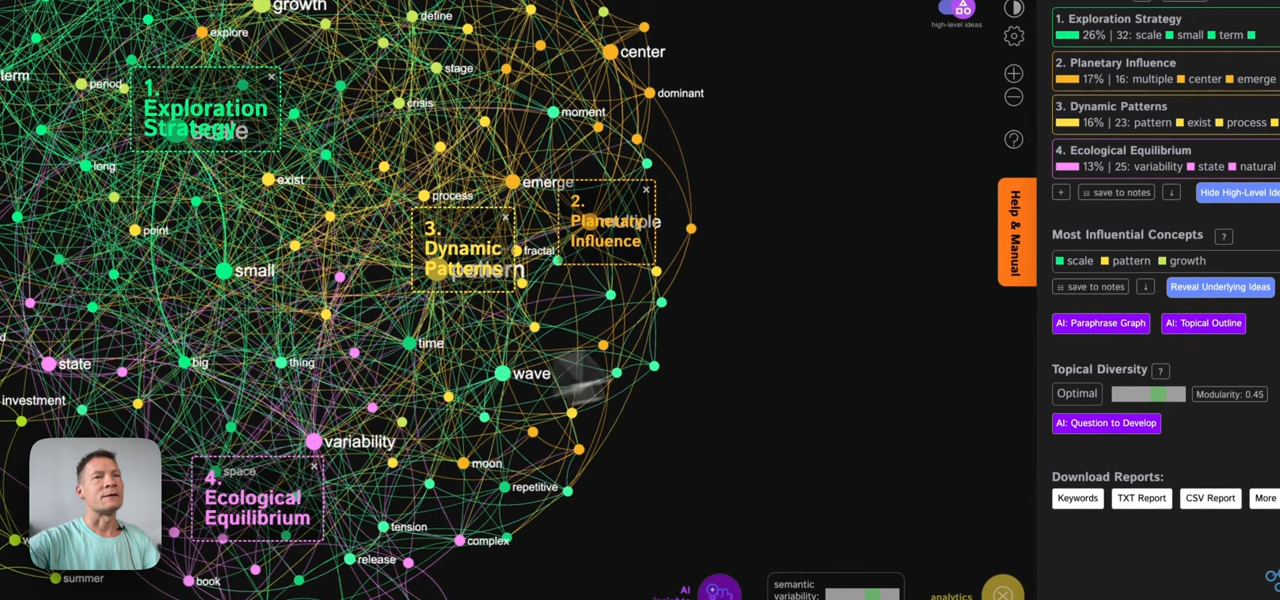 growth
define
explore
center
term
period
stage
crisis
dominant
moment
1.
Exploration
Strategy
long
exist
emerge
process
point
2.
Planetary
Influence
3.
Dynamic
Patterns
pattern
fractal
small
time
state
big
thing
wave
investment
variability
space
moon
4.
Ecological
Equilibrium
repetitive
tension
complex
release
summer
book
high-level ideas
Help & Manual
AI
insights
semantic
variability:
analytics
1. Exploration Strategy
26% | 32: scale small term
2. Planetary Influence
17% | 16: multiple center emerge
3. Dynamic Patterns
16% | 23: pattern exist process
4. Ecological Equilibrium
13% | 25: variability state natural
+ save to notes ↓ Hide High-Level Ide
Most Influential Concepts ?
scale pattern growth
save to notes ↓ Reveal Underlying Ideas
AI: Paraphrase Graph AI: Topical Outline
Topical Diversity ?
Optimal Modularity: 0.45
AI: Question to Develop
Download Reports:
Keywords TXT Report CSV Report More